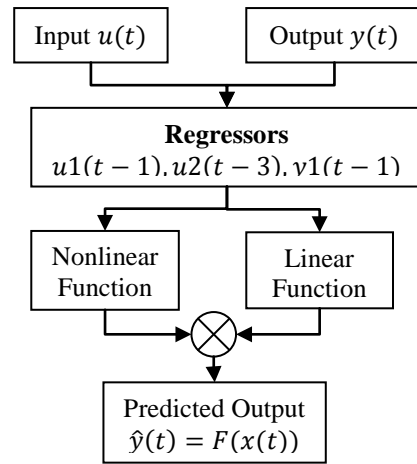 Input u(t)
Output y(t)
Regressors
u1(t − 1), u2(t − 3), y1(t − 1)
Nonlinear
Function
Linear
Function
Predicted Output
ŷ(t) = F(x(t))